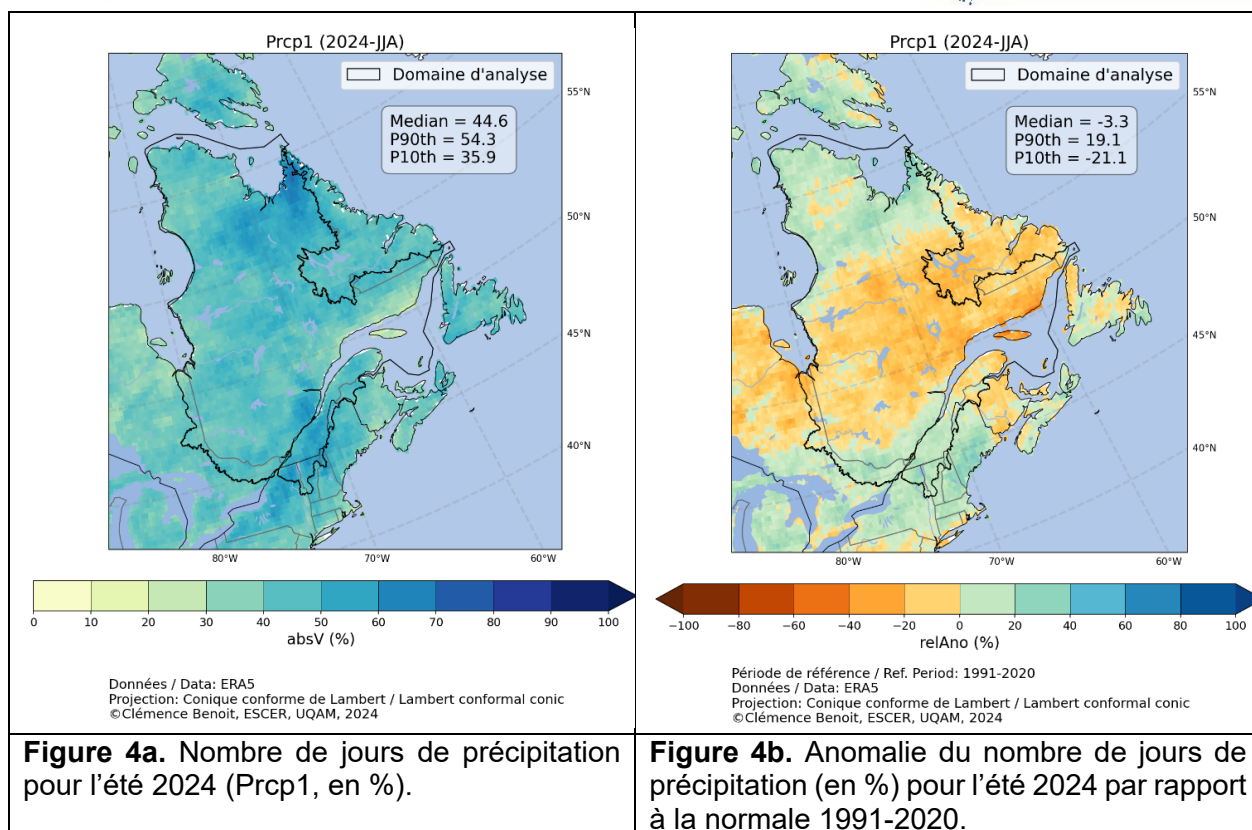 Prcp1 (2024-JJA)
Domaine d'analyse
Median = 44.6
P90th = 54.3
P10th = 35.9
55°N
50°N
45°N
40°N
80°W 70°W 60°W
0 10 20 30 40 50 60 70 80 90 100
absV (%)
Données / Data: ERA5
Projection: Conique conforme de Lambert / Lambert conformal conic
©Clémence Benoit, ESCER, UQAM, 2024
Figure 4a. Nombre de jours de précipitation
pour l'été 2024 (Prcp1, en %).
Prcp1 (2024-JJA)
Domaine d'analyse
Median = -3.3
P90th = 19.1
P10th = -21.1
55°N
50°N
45°N
40°N
80°W 70°W 60°W
−100 −80 −60 −40 −20 0 20 40 60 80 100
relAno (%)
Période de référence / Ref. Period: 1991-2020
Données / Data: ERA5
Projection: Conique conforme de Lambert / Lambert conformal conic
©Clémence Benoit, ESCER, UQAM, 2024
Figure 4b. Anomalie du nombre de jours de
précipitation (en %) pour l'été 2024 par rapport
à la normale 1991-2020.